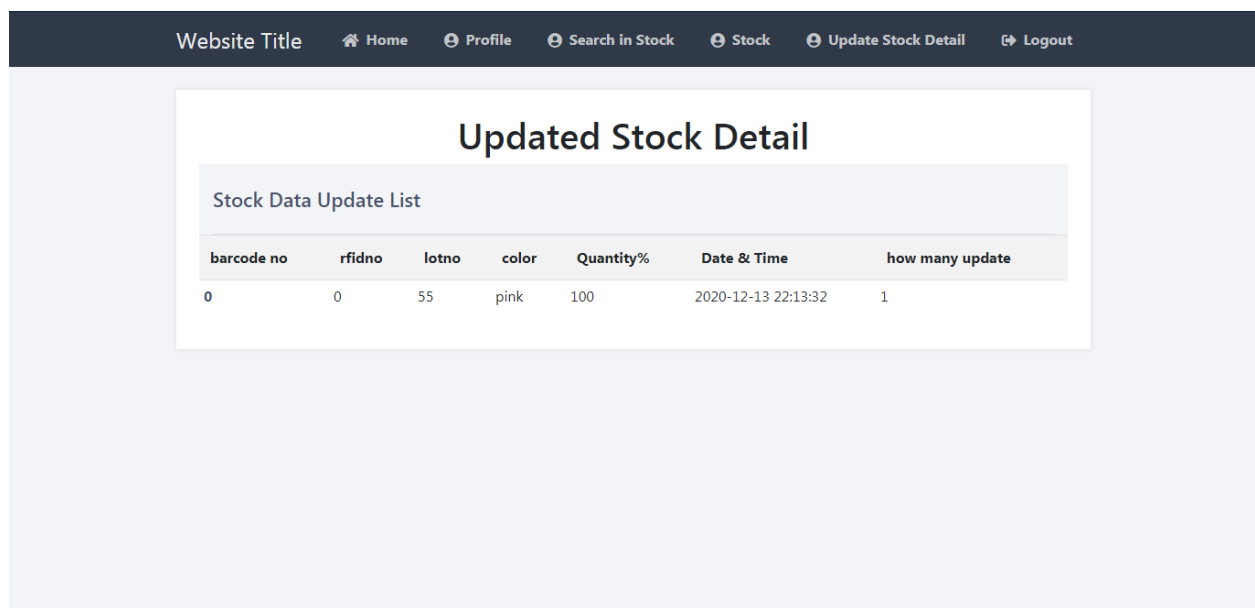 Website Title Home Profile Search in Stock Stock Update Stock Detail Logout
Updated Stock Detail
Stock Data Update List
barcode no rfidno lotno color Quantity% Date & Time how many update
0 0 55 pink 100 2020-12-13 22:13:32 1